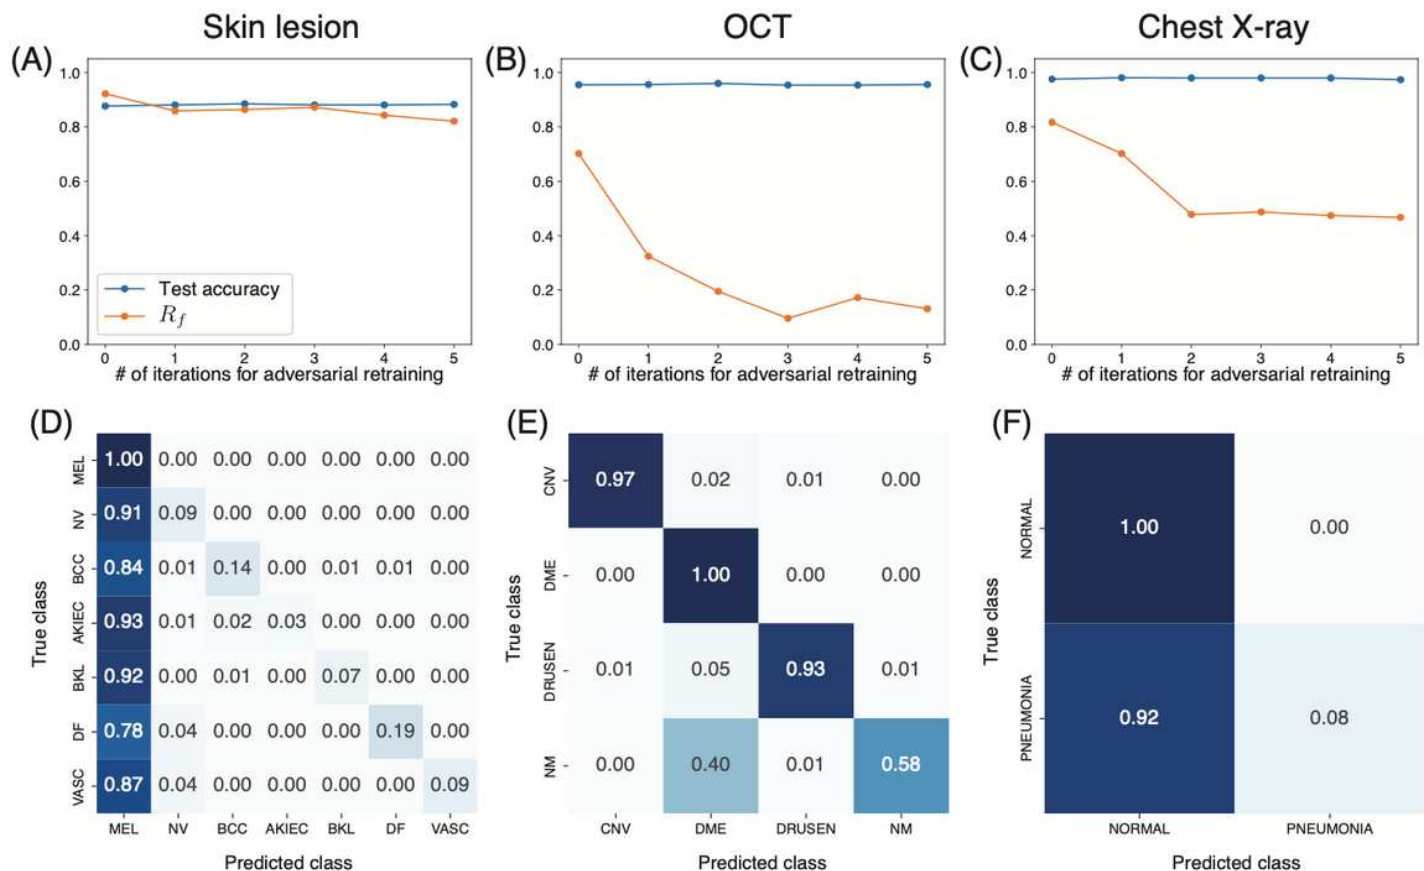 Skin lesion OCT Chest X-ray
(A) (B) (C)
1.0 1.0 1.0
0.8 0.8 0.8
0.6 0.6 0.6
0.4 0.4 0.4
0.2 0.2 0.2
0.0 0.0 0.0
Test accuracy
R_f
0 1 2 3 4 5 0 1 2 3 4 5 0 1 2 3 4 5
# of iterations for adversarial retraining # of iterations for adversarial retraining # of iterations for adversarial retraining
(D)
True class
MEL 1.00 0.00 0.00 0.00 0.00 0.00 0.00
NV 0.91 0.09 0.00 0.00 0.00 0.00 0.00
BCC 0.84 0.01 0.14 0.00 0.01 0.01 0.00
AKIEC 0.93 0.01 0.02 0.03 0.00 0.00 0.00
BKL 0.92 0.00 0.01 0.00 0.07 0.00 0.00
DF 0.78 0.04 0.00 0.00 0.00 0.19 0.00
VASC 0.87 0.04 0.00 0.00 0.00 0.00 0.09
MEL NV BCC AKIEC BKL DF VASC
Predicted class
(E)
True class
CNV 0.97 0.02 0.01 0.00
DME 0.00 1.00 0.00 0.00
DRUSEN 0.01 0.05 0.93 0.01
NM 0.00 0.40 0.01 0.58
CNV DME DRUSEN NM
Predicted class
(F)
True class
NORMAL 1.00 0.00
PNEUMONIA 0.92 0.08
NORMAL PNEUMONIA
Predicted class